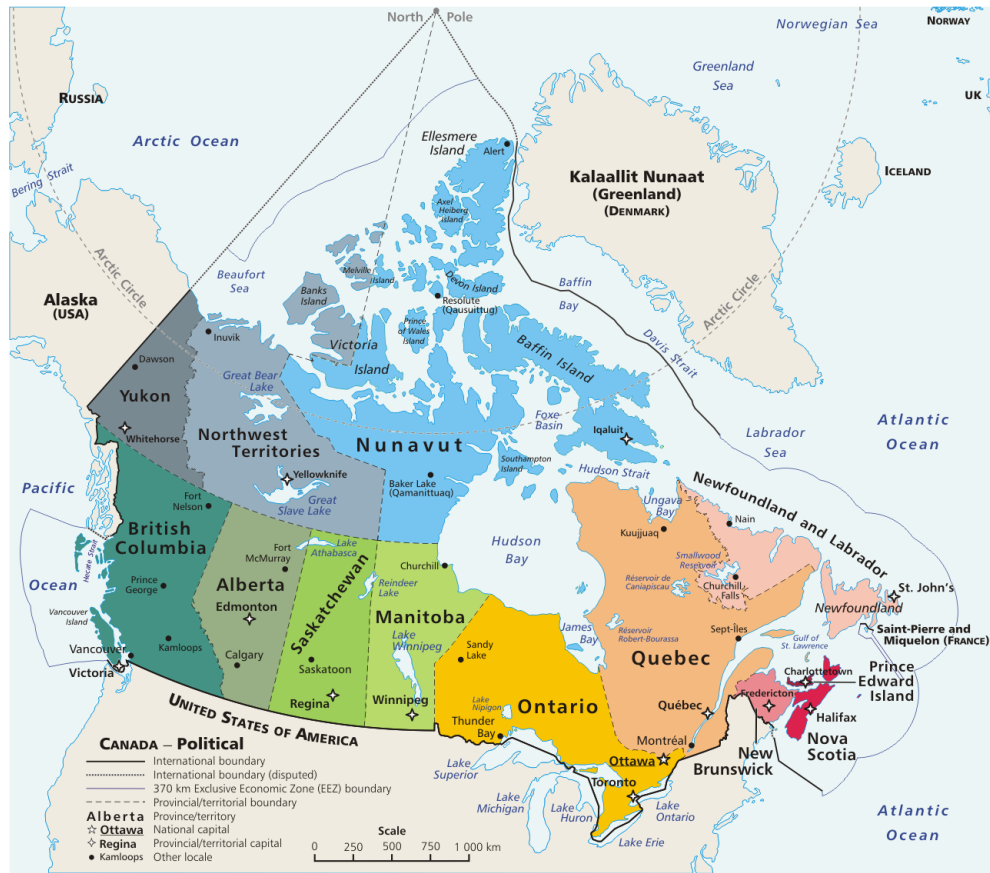 North Pole
Norwegian Sea
NORWAY
Greenland
Sea
UK
RUSSIA
Arctic Ocean
Ellesmere
Island
Alert
Kalaallit Nunaat
(Greenland)
(DENMARK)
ICELAND
Bering Strait
Axel
Heiberg
island
Arctic Circle
Beaufort
Sea
Melville
Island
Devon Island
Baffin
Bay
Arctic Circle
Banks
Island
Resolute
(Qausuittuq)
Alaska
(USA)
Prince
of Wales
Island
Inuvik
Victoria
Island
Baffin Island
Davis Strait
Dawson
Great Bear
Lake
Yukon
Foxe
Basin
Atlantic
Ocean
Whitehorse
Northwest
Territories
Nunavut
Iqaluit
Labrador
Sea
Southampton
Island
Hudson Strait
Yellowknife
Baker Lake
(Qamanittuaq)
Newfoundland and Labrador
Pacific
Ocean
Fort
Nelson
Great
Slave Lake
Ungava
Bay
Nain
British
Columbia
Kuujjuaq
Hecate Strait
Lake
Athabasca
Hudson
Bay
Fort
McMurray
Smallwood
Reservoir
Churchill
Prince
George
Alberta
Saskatchewan
Reindeer
Lake
Réservoir de
Caniapiscau
Churchill
Falls
St. John's
Edmonton
Newfoundland
Vancouver
Island
Manitoba
James
Bay
Réservoir
Robert-Bourassa
Sept-Îles
Saint-Pierre and
Miquelon (FRANCE)
Kamloops
Lake
Winnipeg
Gulf of
St. Lawrence
Vancouver
Calgary
Saskatoon
Sandy
Lake
Quebec
Charlottetown
Prince
Edward
Island
Victoria
Regina
Winnipeg
Lake
Nipigon
Ontario
Québec
Fredericton
Halifax
UNITED STATES OF AMERICA
Thunder
Bay
Montréal
New
Brunswick
Nova
Scotia
Ottawa
Lake
Superior
Toronto
Lake
Michigan
Lake
Huron
Lake
Ontario
Lake Erie
Atlantic
Ocean
CANADA – Political
International boundary
International boundary (disputed)
370 km Exclusive Economic Zone (EEZ) boundary
Provincial/territorial boundary
Alberta Province/territory
Ottawa National capital
Regina Provincial/territorial capital
Kamloops Other locale
Scale
0 250 500 750 1 000 km